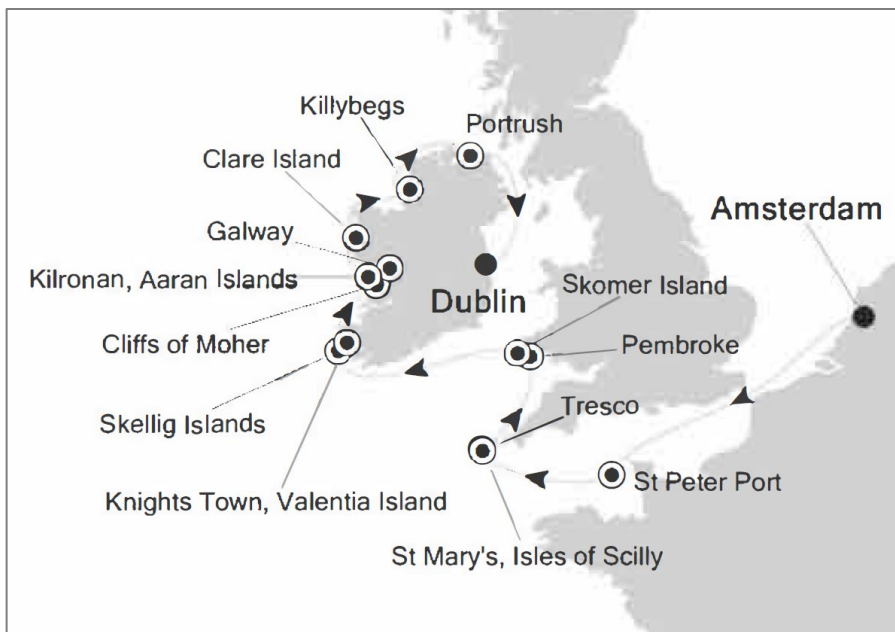 Killybegs
Portrush
Clare Island
Amsterdam
Galway
Kilronan, Aaran Islands
Skomer Island
Dublin
Cliffs of Moher
Pembroke
Tresco
Skellig Islands
St Peter Port
Knights Town, Valentia Island
St Mary's, Isles of Scilly